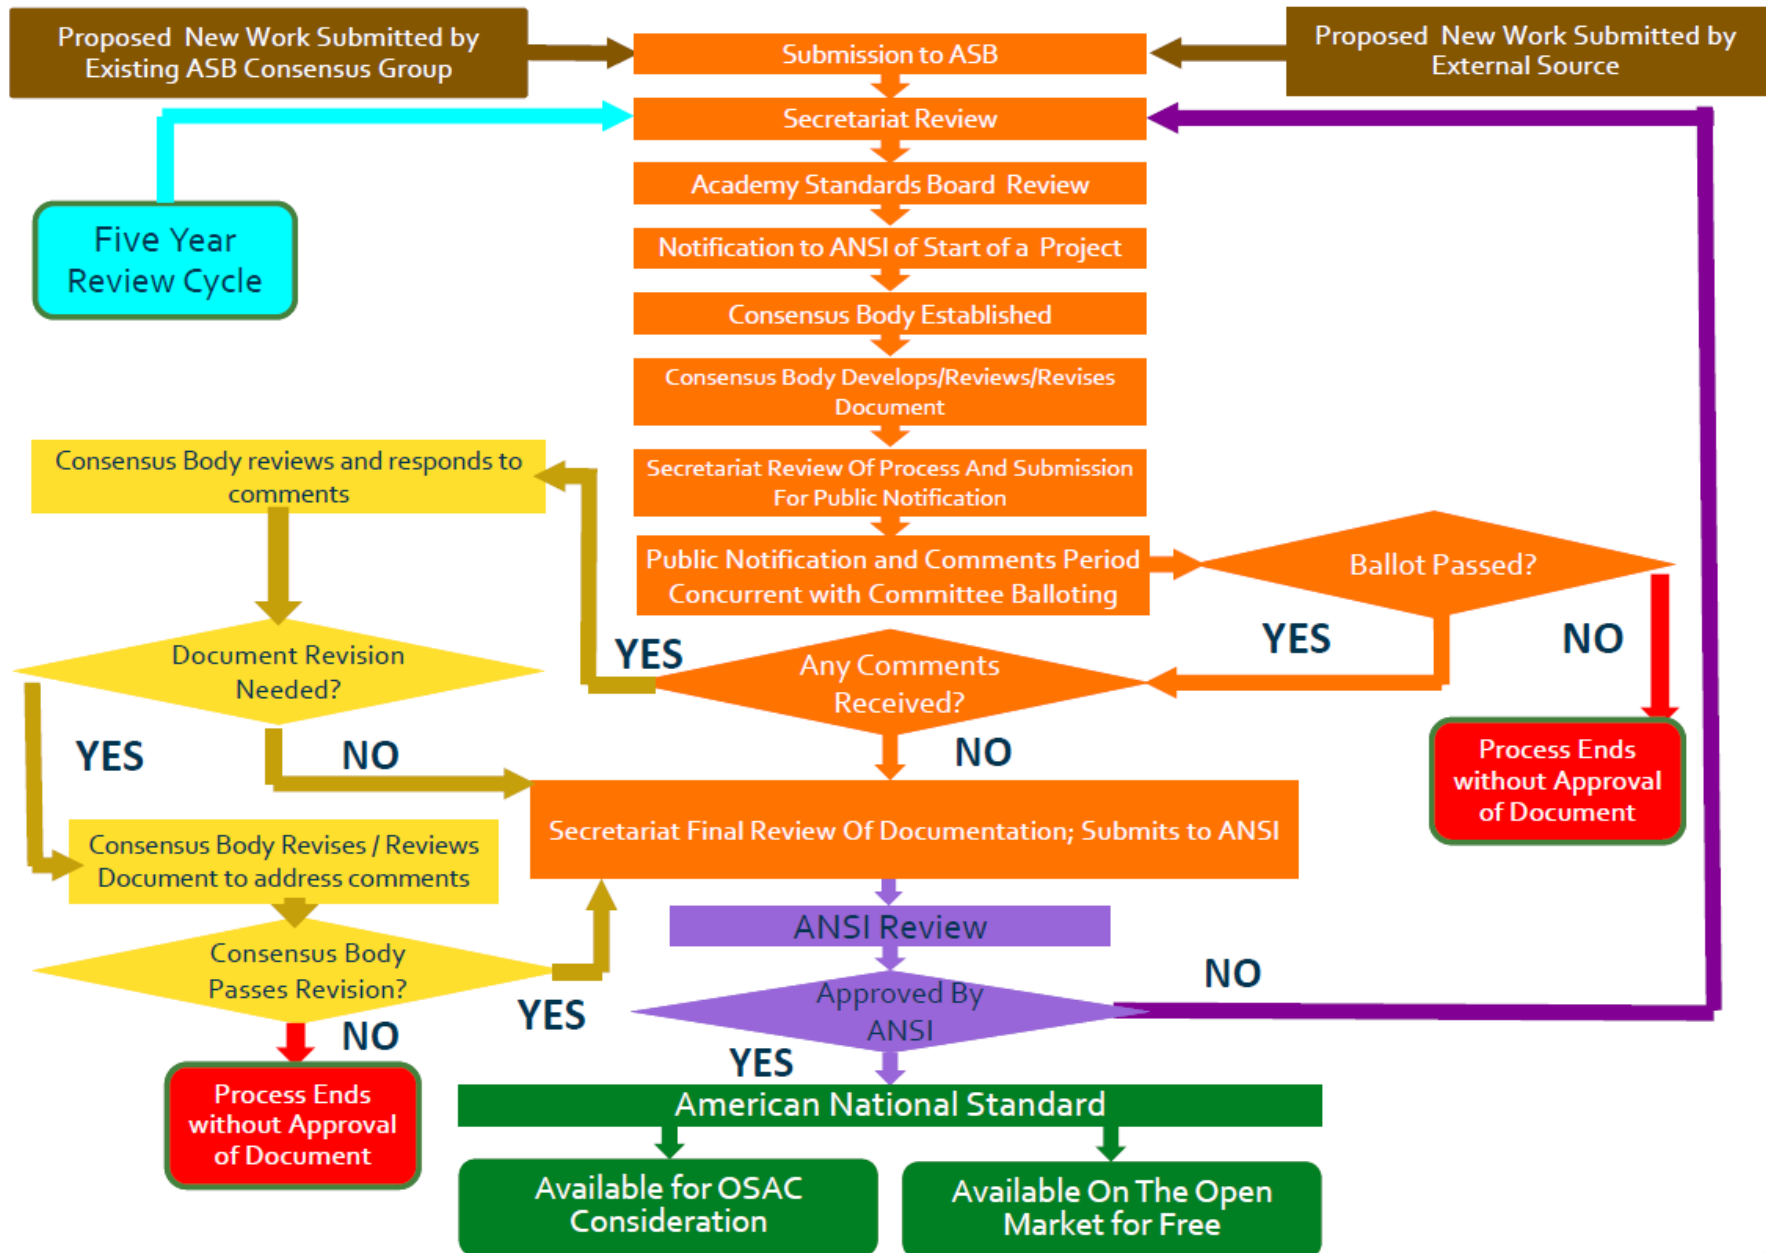 Proposed New Work Submitted by
Existing ASB Consensus Group
Submission to ASB
Proposed New Work Submitted by
External Source
Secretariat Review
Academy Standards Board Review
Five Year
Review Cycle
Notification to ANSI of Start of a Project
Consensus Body Established
Consensus Body Develops/Reviews/Revises
Document
Consensus Body reviews and responds to
comments
Secretariat Review Of Process And Submission
For Public Notification
Public Notification and Comments Period
Concurrent with Committee Balloting
Ballot Passed?
YES
NO
Any Comments
Received?
YES
NO
Document Revision
Needed?
YES
NO
Process Ends
without Approval
of Document
Secretariat Final Review Of Documentation; Submits to ANSI
Consensus Body Revises / Reviews
Document to address comments
ANSI Review
Consensus Body
Passes Revision?
YES
NO
Approved By
ANSI
NO
YES
Process Ends
without Approval
of Document
American National Standard
Available for OSAC
Consideration
Available On The Open
Market for Free